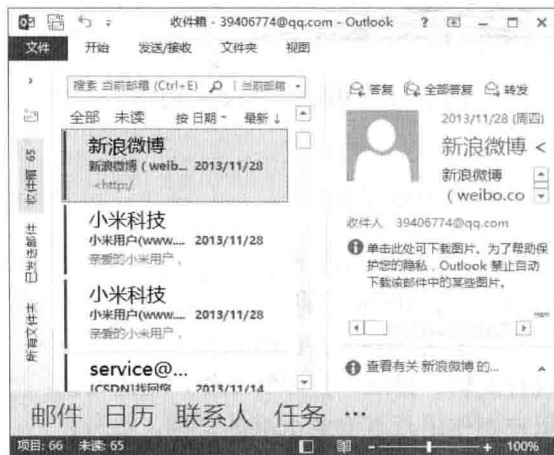 收件箱 - 39406774@qq.com - Outlook
文件 开始 发送/接收 文件夹 视图
搜索 当前邮箱 (Ctrl+E) 当前邮箱
全部 未读 按日期 最新 ↓
新浪微博
新浪微博 ( weib... 2013/11/28
<http:/
小米科技
小米用户(www.... 2013/11/28
亲爱的小米用户，
小米科技
小米用户(www.... 2013/11/28
亲爱的小米用户，
service@...
[CSDN]找回您 2013/11/14
收件箱 65
已发送邮件
所有文件夹
答复 全部答复 转发
2013/11/28 (周四)
新浪微博 <
新浪微博
( weibo.co
收件人 39406774@qq.com
单击此处可下载图片。为了帮助保
护您的隐私，Outlook 禁止自动
下载该邮件中的某些图片。
查看有关 新浪微博 的...
邮件 日历 联系人 任务 ...
项目: 66 未读: 65 100%